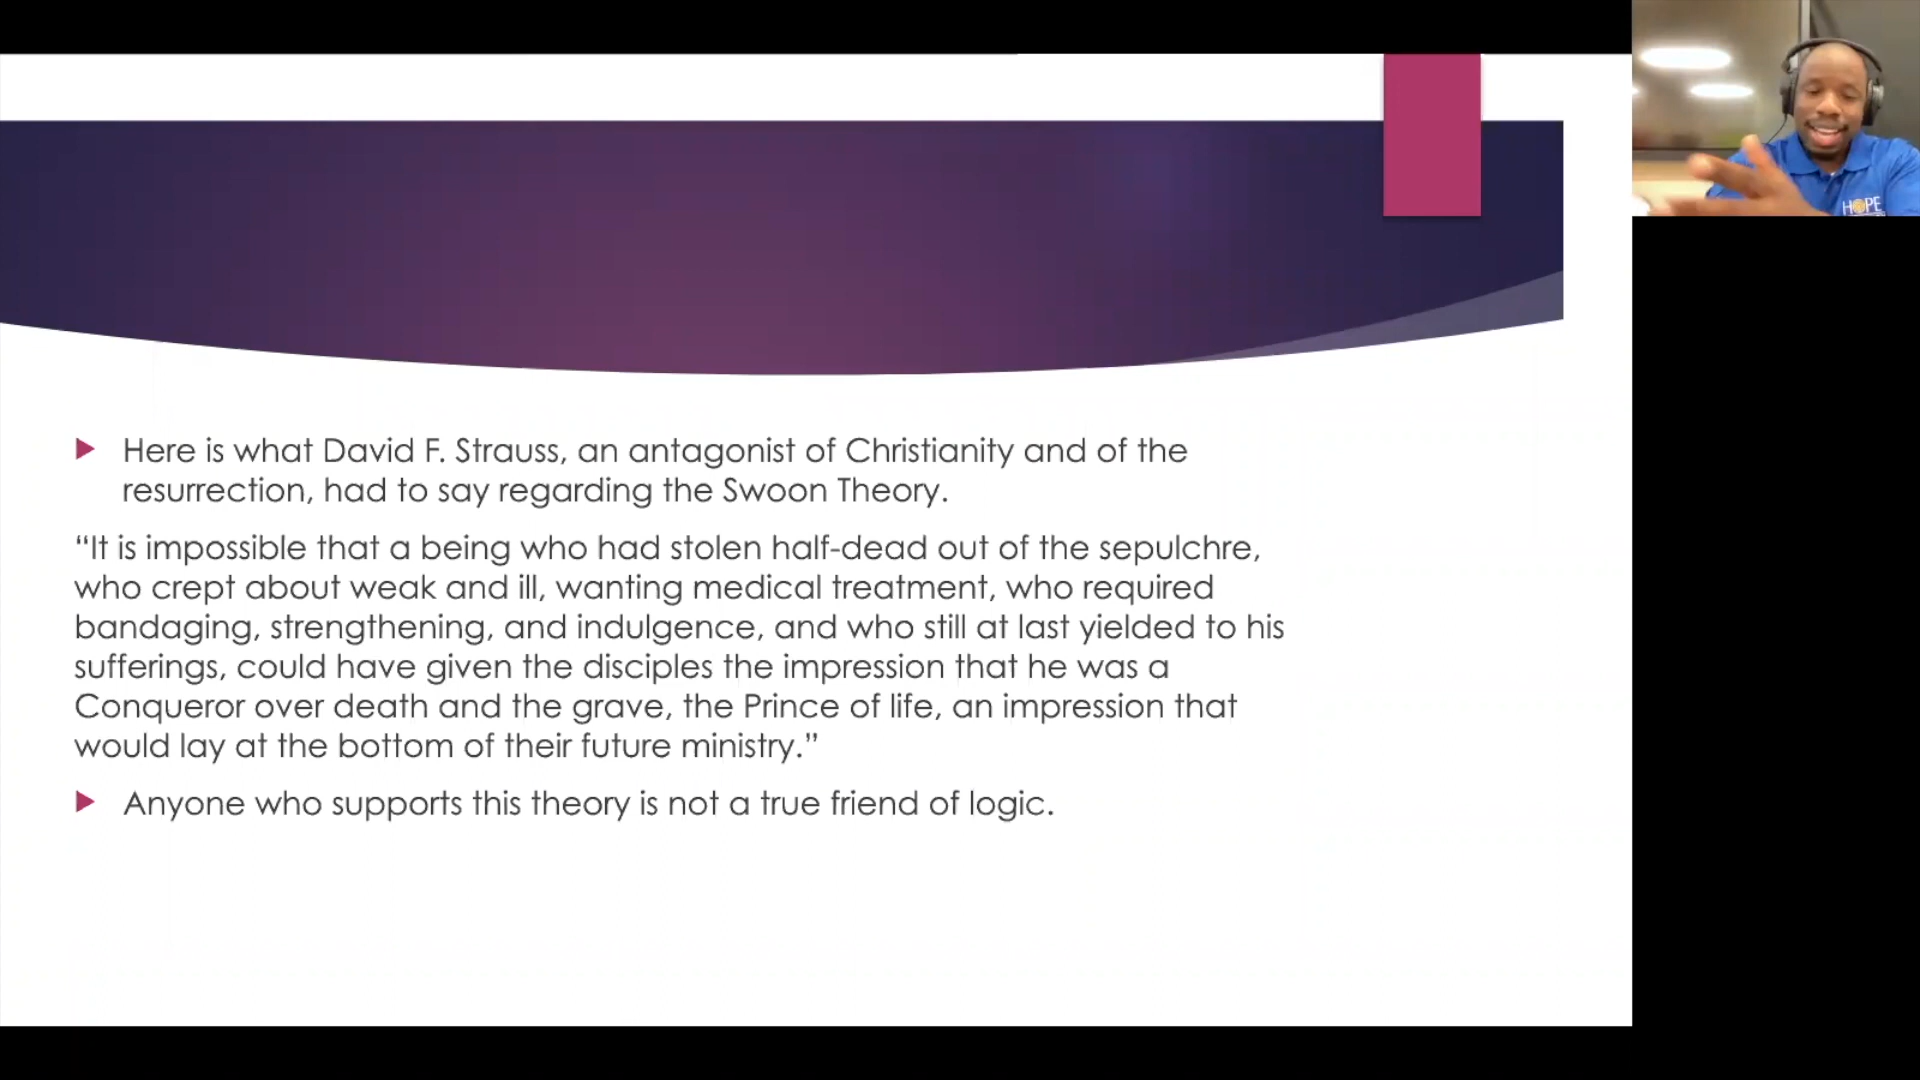 HOPE
Here is what David F. Strauss, an antagonist of Christianity and of the
resurrection, had to say regarding the Swoon Theory.
“It is impossible that a being who had stolen half-dead out of the sepulchre,
who crept about weak and ill, wanting medical treatment, who required
bandaging, strengthening, and indulgence, and who still at last yielded to his
sufferings, could have given the disciples the impression that he was a
Conqueror over death and the grave, the Prince of life, an impression that
would lay at the bottom of their future ministry.”
Anyone who supports this theory is not a true friend of logic.